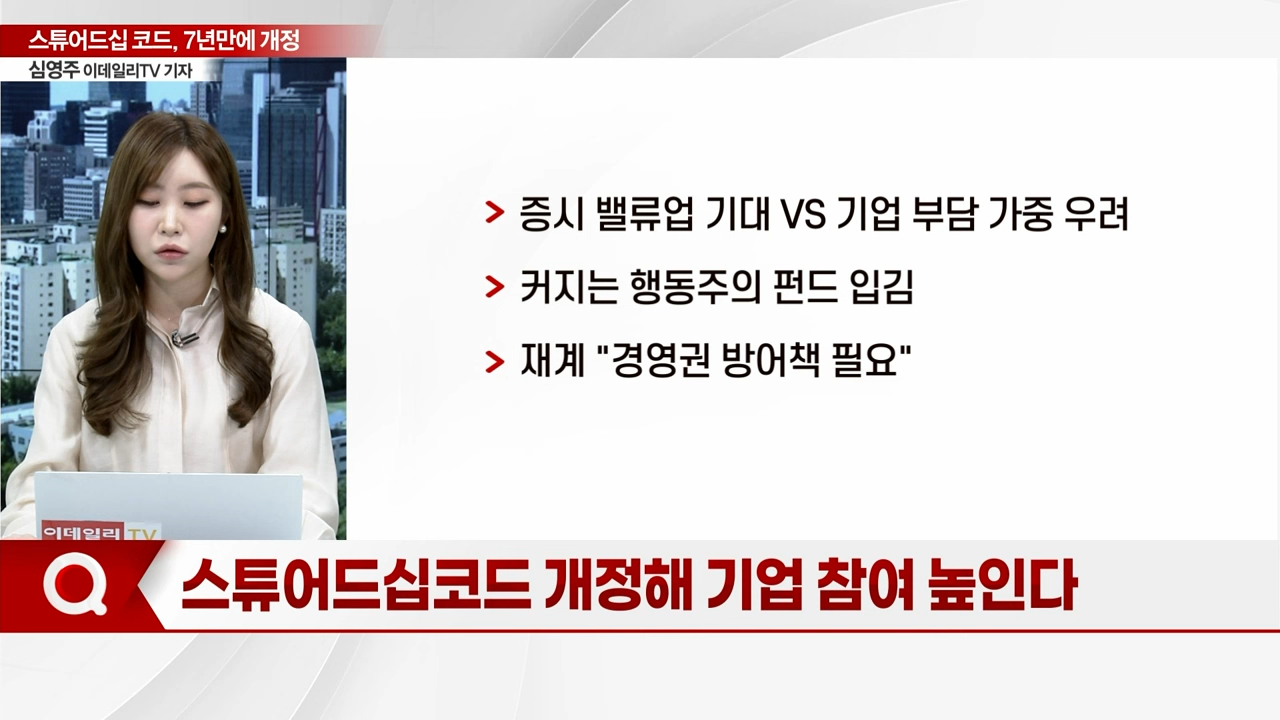 스튜어드십 코드, 7년만에 개정
심영주 이데일리TV 기자
증시 밸류업 기대 VS 기업 부담 가중 우려
커지는 행동주의 펀드 입김
재계 "경영권 방어책 필요"
이데일리 TV
스튜어드십코드 개정해 기업 참여 높인다